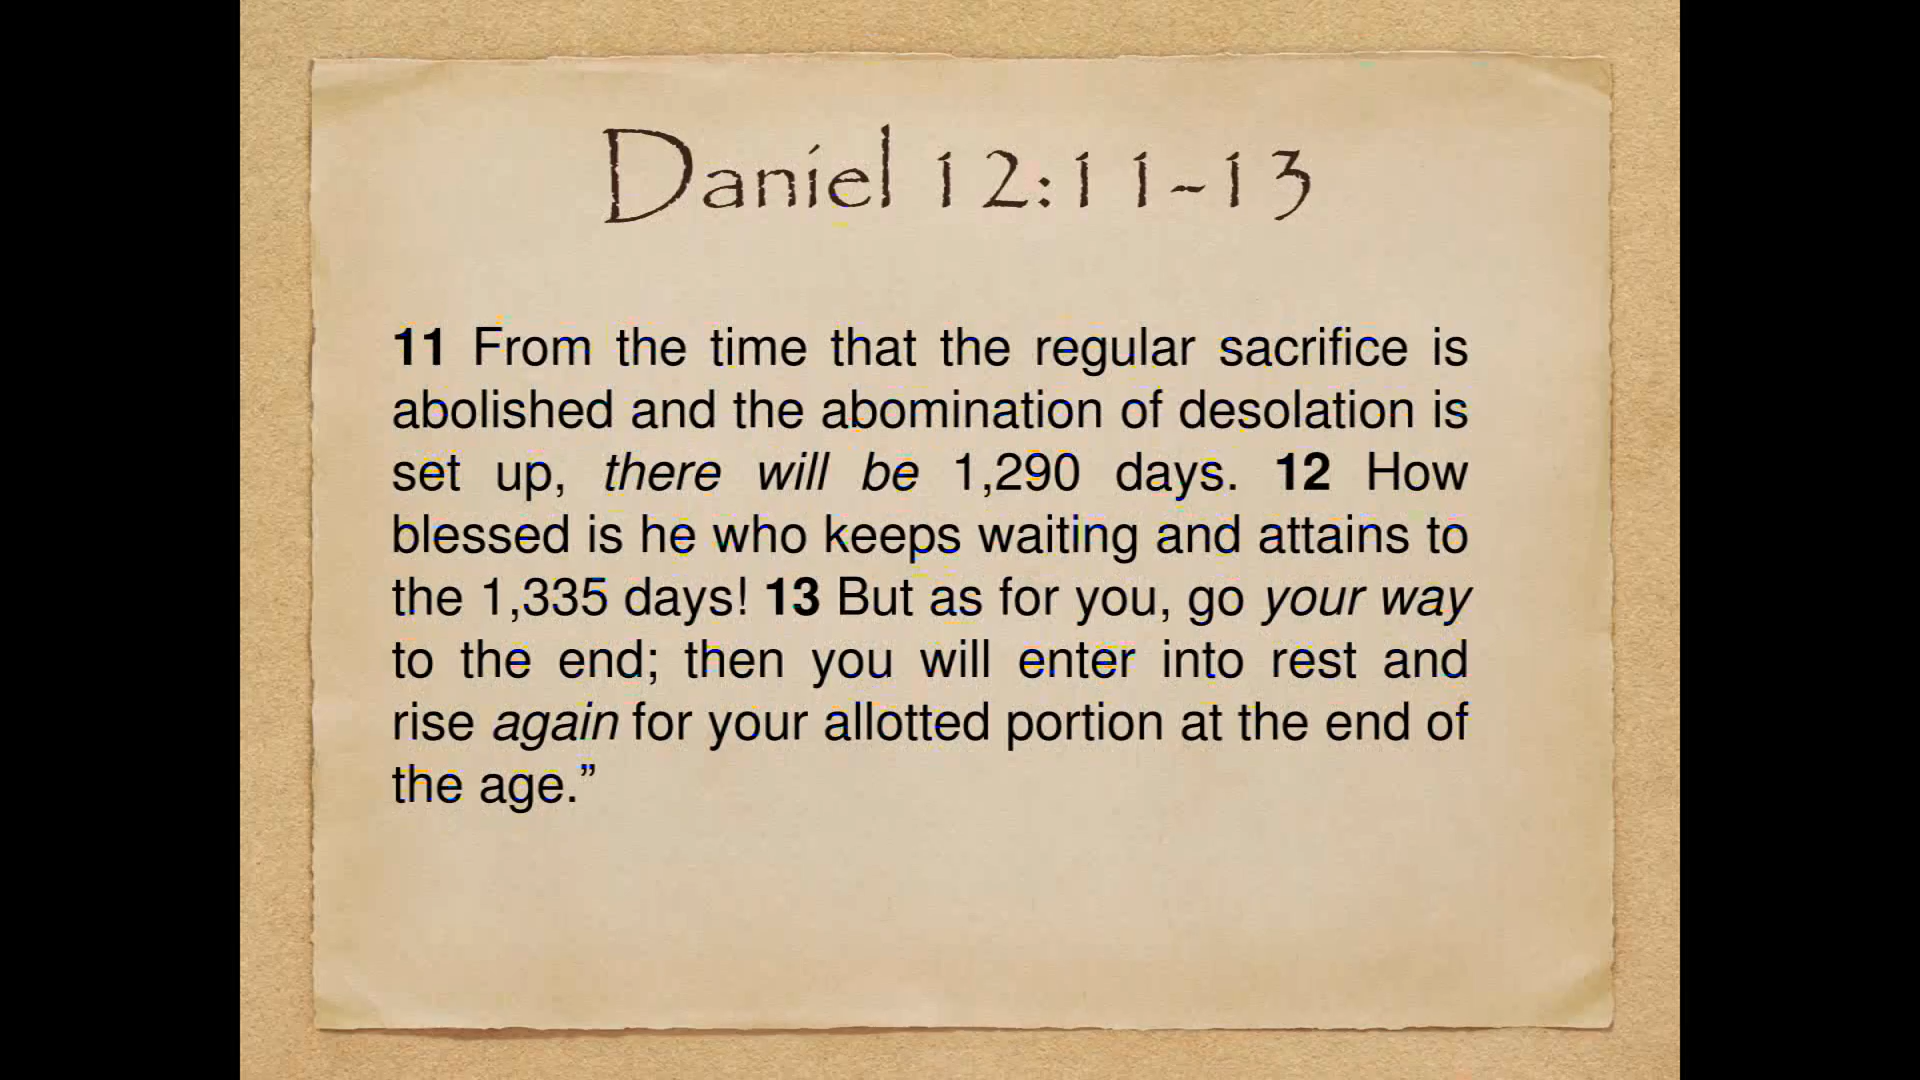 Daniel 12:11-13
11 From the time that the regular sacrifice is
abolished and the abomination of desolation is
set up, there will be 1,290 days. 12 How
blessed is he who keeps waiting and attains to
the 1,335 days! 13 But as for you, go your way
to the end; then you will enter into rest and
rise again for your allotted portion at the end of
the age.”